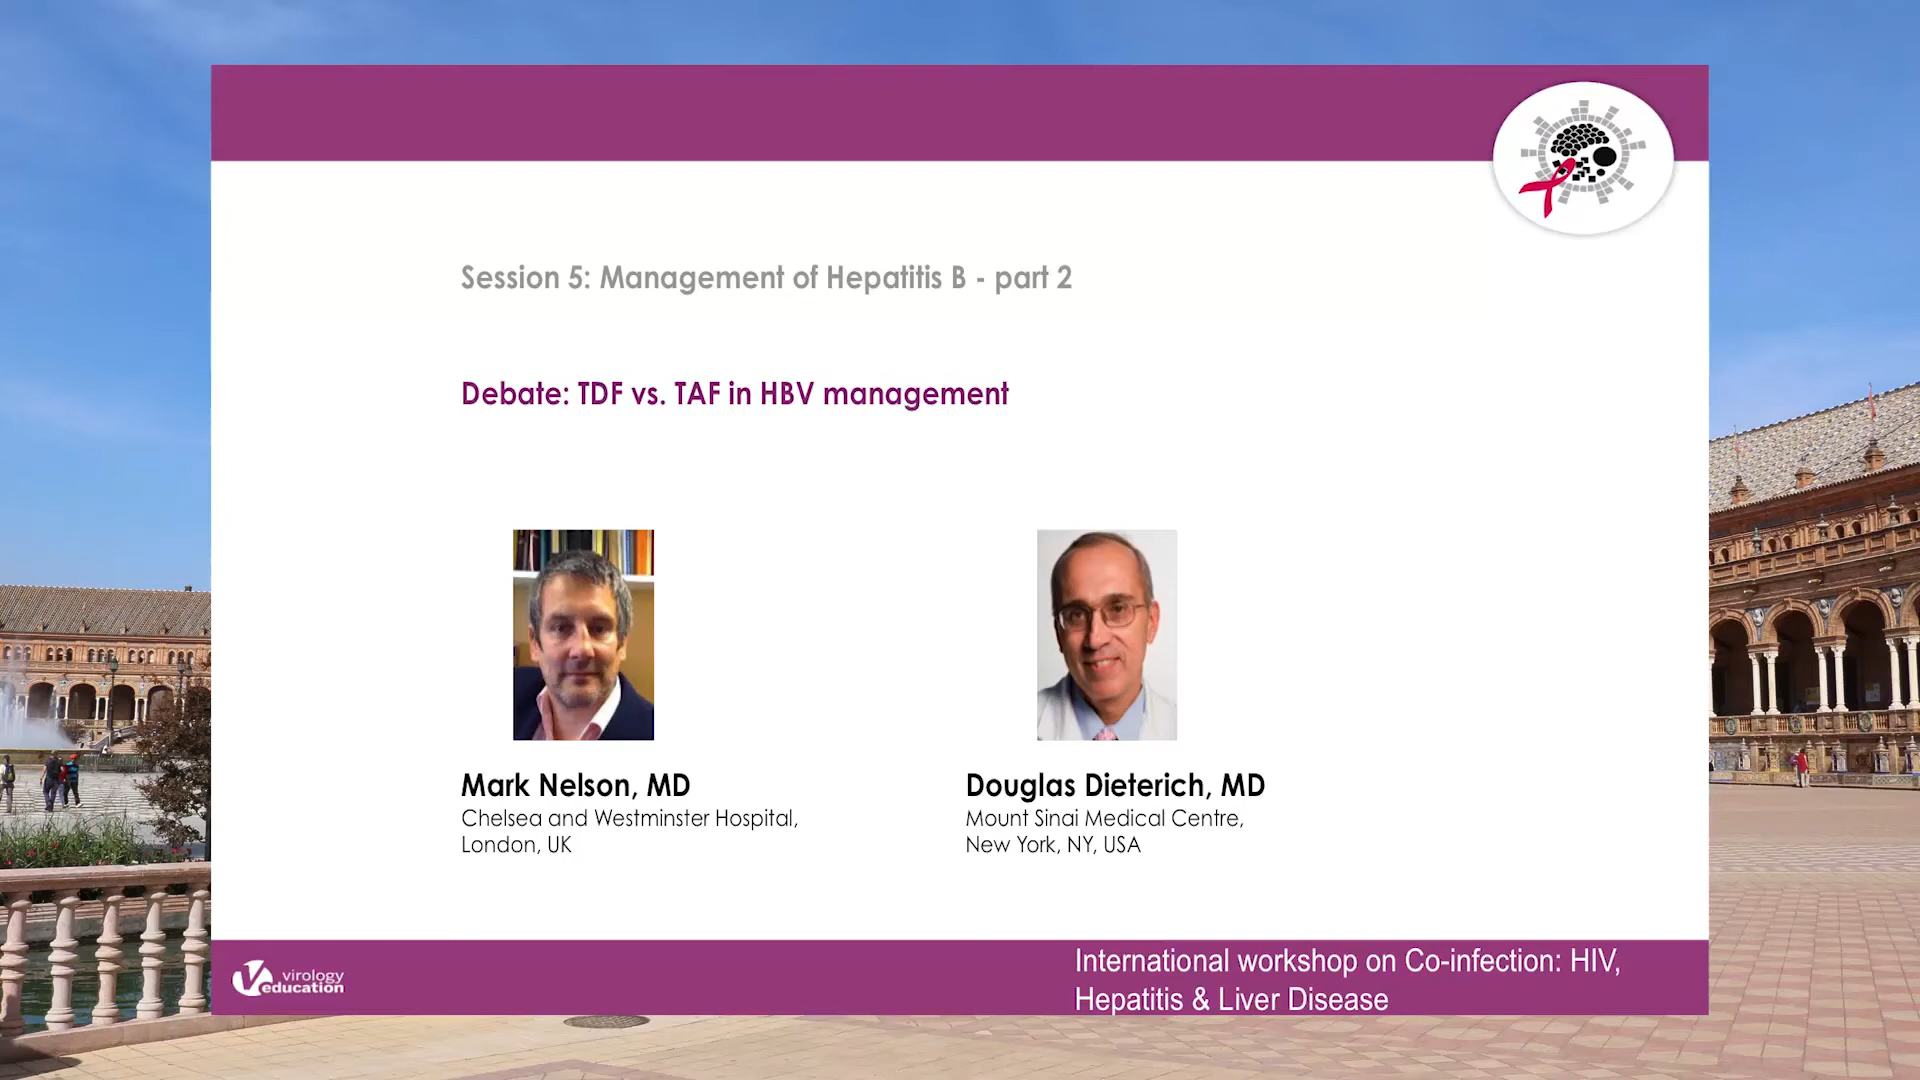 Session 5: Management of Hepatitis B - part 2
Debate: TDF vs. TAF in HBV management
Mark Nelson, MD
Chelsea and Westminster Hospital,
London, UK
Douglas Dieterich, MD
Mount Sinai Medical Centre,
New York, NY, USA
virology
education
International workshop on Co-infection: HIV,
Hepatitis & Liver Disease